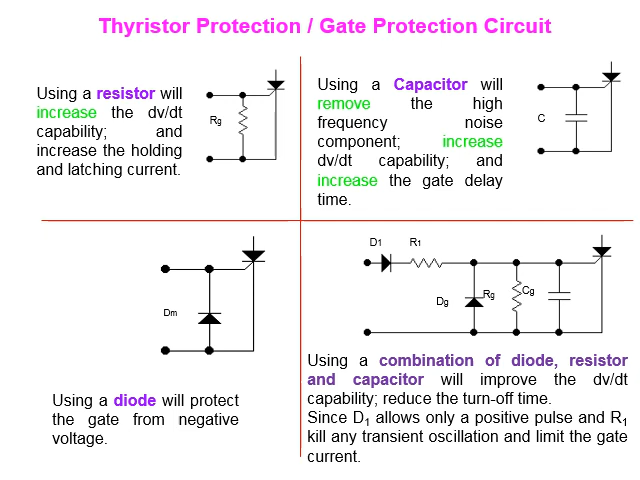 Thyristor Protection / Gate Protection Circuit
Using a resistor will
increase the dv/dt
capability; and
increase the holding
and latching current.
Rg
Using a Capacitor will
remove the high
frequency noise
component; increase
dv/dt capability; and
increase the gate delay
time.
C
Dm
Using a diode will protect
the gate from negative
voltage.
D1 R1
Dg Rg Cg
Using a combination of diode, resistor
and capacitor will improve the dv/dt
capability; reduce the turn-off time.
Since D₁ allows only a positive pulse and R₁
kill any transient oscillation and limit the gate
current.